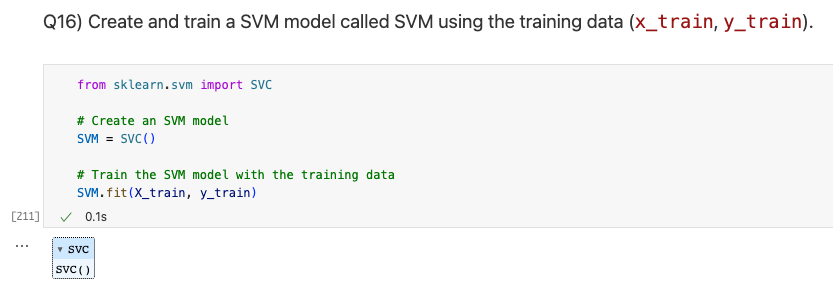 Q16) Create and train a SVM model called SVM using the training data (x_train, y_train).
from sklearn.svm import SVC
# Create an SVM model
SVM = SVC()
# Train the SVM model with the training data
SVM.fit(X_train, y_train)
[211] ✓ 0.1s
... ▾ SVC
SVC()